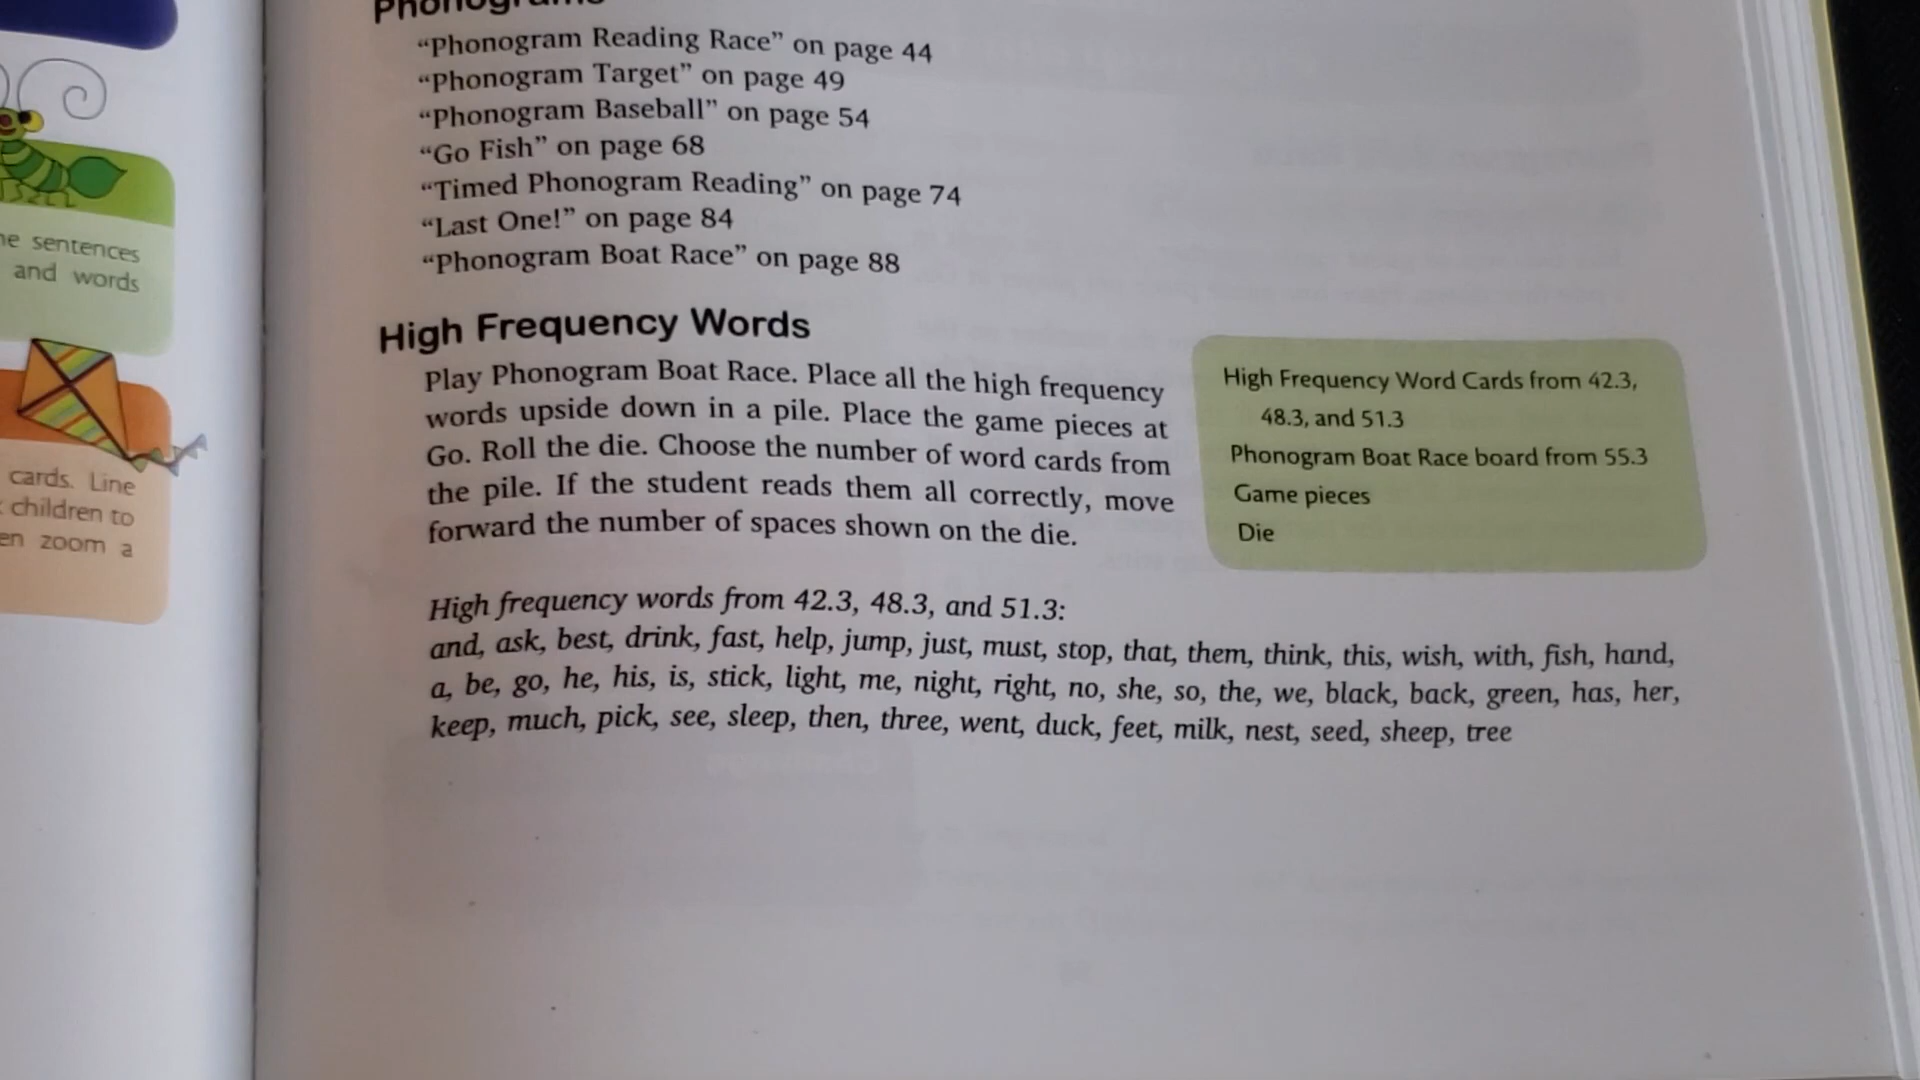 he sentences
and words
cards. Line
children to
en zoom a
Phonograms
“Phonogram Reading Race” on page 44
“Phonogram Target” on page 49
“Phonogram Baseball” on page 54
“Go Fish” on page 68
“Timed Phonogram Reading” on page 74
“Last One!” on page 84
“Phonogram Boat Race” on page 88
High Frequency Words
Play Phonogram Boat Race. Place all the high frequency
words upside down in a pile. Place the game pieces at
Go. Roll the die. Choose the number of word cards from
the pile. If the student reads them all correctly, move
forward the number of spaces shown on the die.
High Frequency Word Cards from 42.3,
48.3, and 51.3
Phonogram Boat Race board from 55.3
Game pieces
Die
High frequency words from 42.3, 48.3, and 51.3:
and, ask, best, drink, fast, help, jump, just, must, stop, that, them, think, this, wish, with, fish, hand,
a, be, go, he, his, is, stick, light, me, night, right, no, she, so, the, we, black, back, green, has, her,
keep, much, pick, see, sleep, then, three, went, duck, feet, milk, nest, seed, sheep, tree